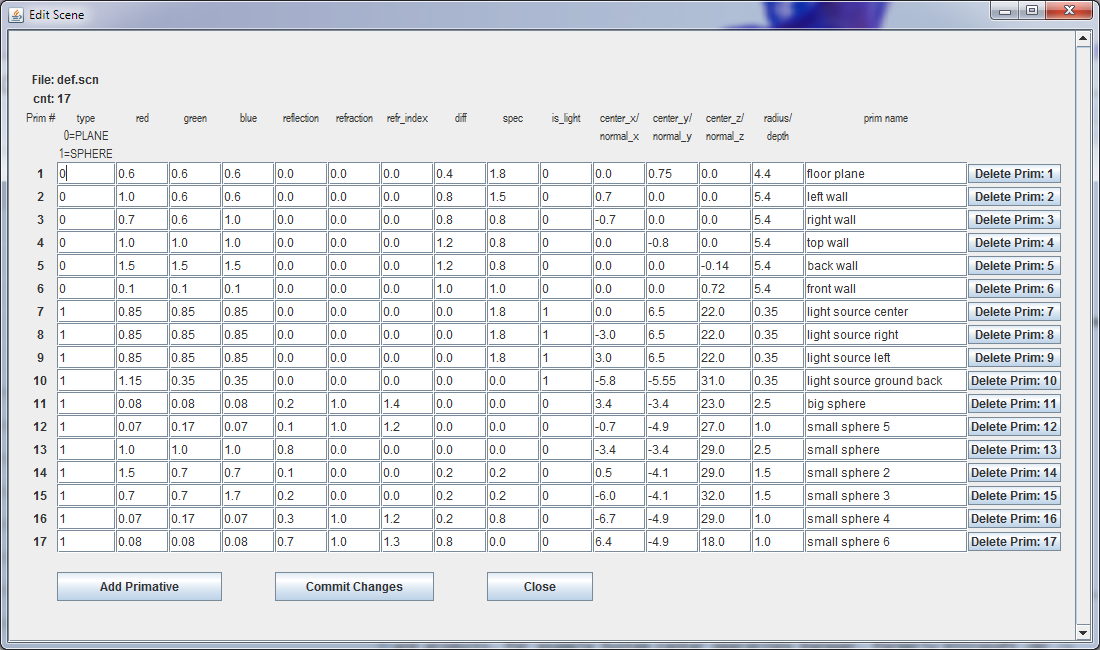 Edit Scene
File: def.scn
cnt: 17
Prim # type red green blue reflection refraction refr_index diff spec is_light center_x/ center_y/ center_z/ radius/ prim name
0=PLANE normal_x normal_y normal_z depth
1=SPHERE
1 0 0.6 0.6 0.6 0.0 0.0 0.0 0.4 1.8 0 0.0 0.75 0.0 4.4 floor plane Delete Prim: 1
2 0 1.0 0.6 0.6 0.0 0.0 0.0 0.8 1.5 0 0.7 0.0 0.0 5.4 left wall Delete Prim: 2
3 0 0.7 0.6 1.0 0.0 0.0 0.0 0.8 0.8 0 -0.7 0.0 0.0 5.4 right wall Delete Prim: 3
4 0 1.0 1.0 1.0 0.0 0.0 0.0 1.2 0.8 0 0.0 -0.8 0.0 5.4 top wall Delete Prim: 4
5 0 1.5 1.5 1.5 0.0 0.0 0.0 1.2 0.8 0 0.0 0.0 -0.14 5.4 back wall Delete Prim: 5
6 0 0.1 0.1 0.1 0.0 0.0 0.0 1.0 1.0 0 0.0 0.0 0.72 5.4 front wall Delete Prim: 6
7 1 0.85 0.85 0.85 0.0 0.0 0.0 0.0 1.8 1 0.0 6.5 22.0 0.35 light source center Delete Prim: 7
8 1 0.85 0.85 0.85 0.0 0.0 0.0 0.0 1.8 1 -3.0 6.5 22.0 0.35 light source right Delete Prim: 8
9 1 0.85 0.85 0.85 0.0 0.0 0.0 0.0 1.8 1 3.0 6.5 22.0 0.35 light source left Delete Prim: 9
10 1 1.15 0.35 0.35 0.0 0.0 0.0 0.0 0.0 1 -5.8 -5.55 31.0 0.35 light source ground back Delete Prim: 10
11 1 0.08 0.08 0.08 0.2 1.0 1.4 0.0 0.0 0 3.4 -3.4 23.0 2.5 big sphere Delete Prim: 11
12 1 0.07 0.17 0.07 0.1 1.0 1.2 0.0 0.0 0 -0.7 -4.9 27.0 1.0 small sphere 5 Delete Prim: 12
13 1 1.0 1.0 1.0 0.8 0.0 0.0 0.0 0.0 0 -3.4 -3.4 29.0 2.5 small sphere Delete Prim: 13
14 1 1.5 0.7 0.7 0.1 0.0 0.0 0.2 0.2 0 0.5 -4.1 29.0 1.5 small sphere 2 Delete Prim: 14
15 1 0.7 0.7 1.7 0.2 0.0 0.0 0.2 0.2 0 -6.0 -4.1 32.0 1.5 small sphere 3 Delete Prim: 15
16 1 0.07 0.17 0.07 0.3 1.0 1.2 0.2 0.8 0 -6.7 -4.9 29.0 1.0 small sphere 4 Delete Prim: 16
17 1 0.08 0.08 0.08 0.7 1.0 1.3 0.8 0.0 0 6.4 -4.9 18.0 1.0 small sphere 6 Delete Prim: 17
Add Primative Commit Changes Close